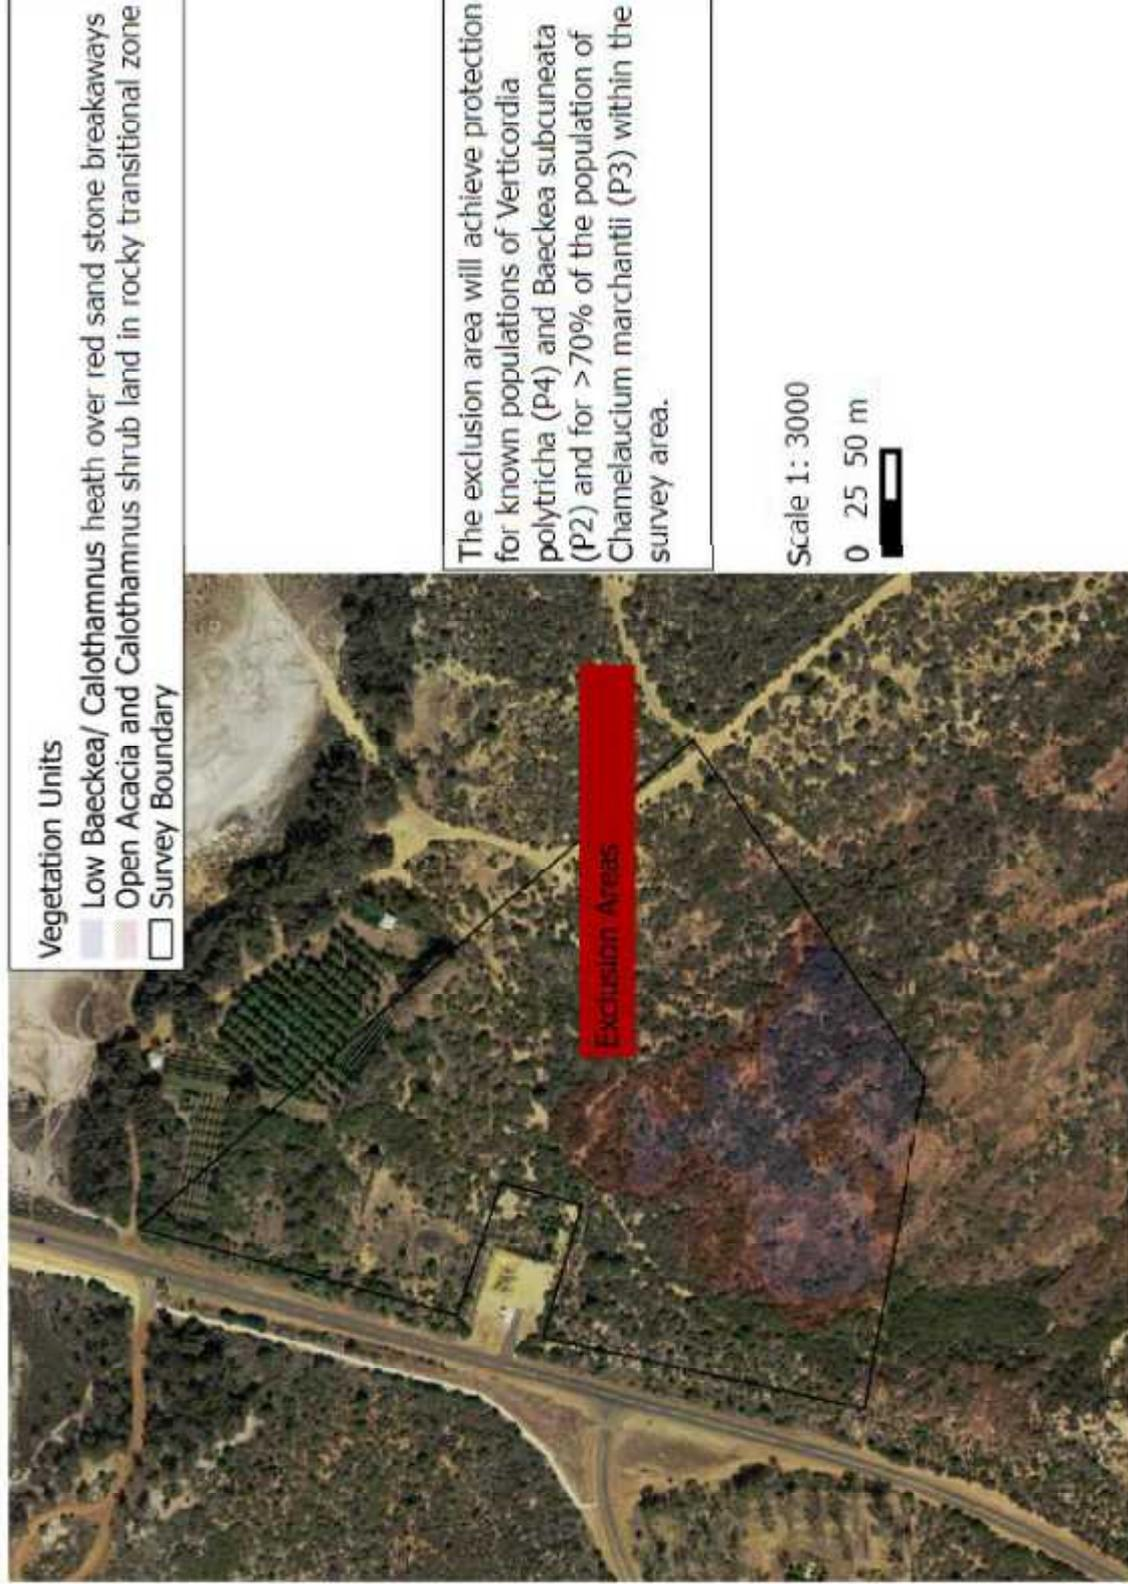 Vegetation Units
Low Baeckea/ Calothamnus heath over red sand stone breakaways
Open Acacia and Calothamnus shrub land in rocky transitional zone
Survey Boundary
The exclusion area will achieve protection
for known populations of Verticordia
polytricha (P4) and Baeckea subcuneata
(P2) and for >70% of the population of
Chamelaucium marchantii (P3) within the
survey area.
Scale 1: 3000
0 25 50 m
Exclusion Areas